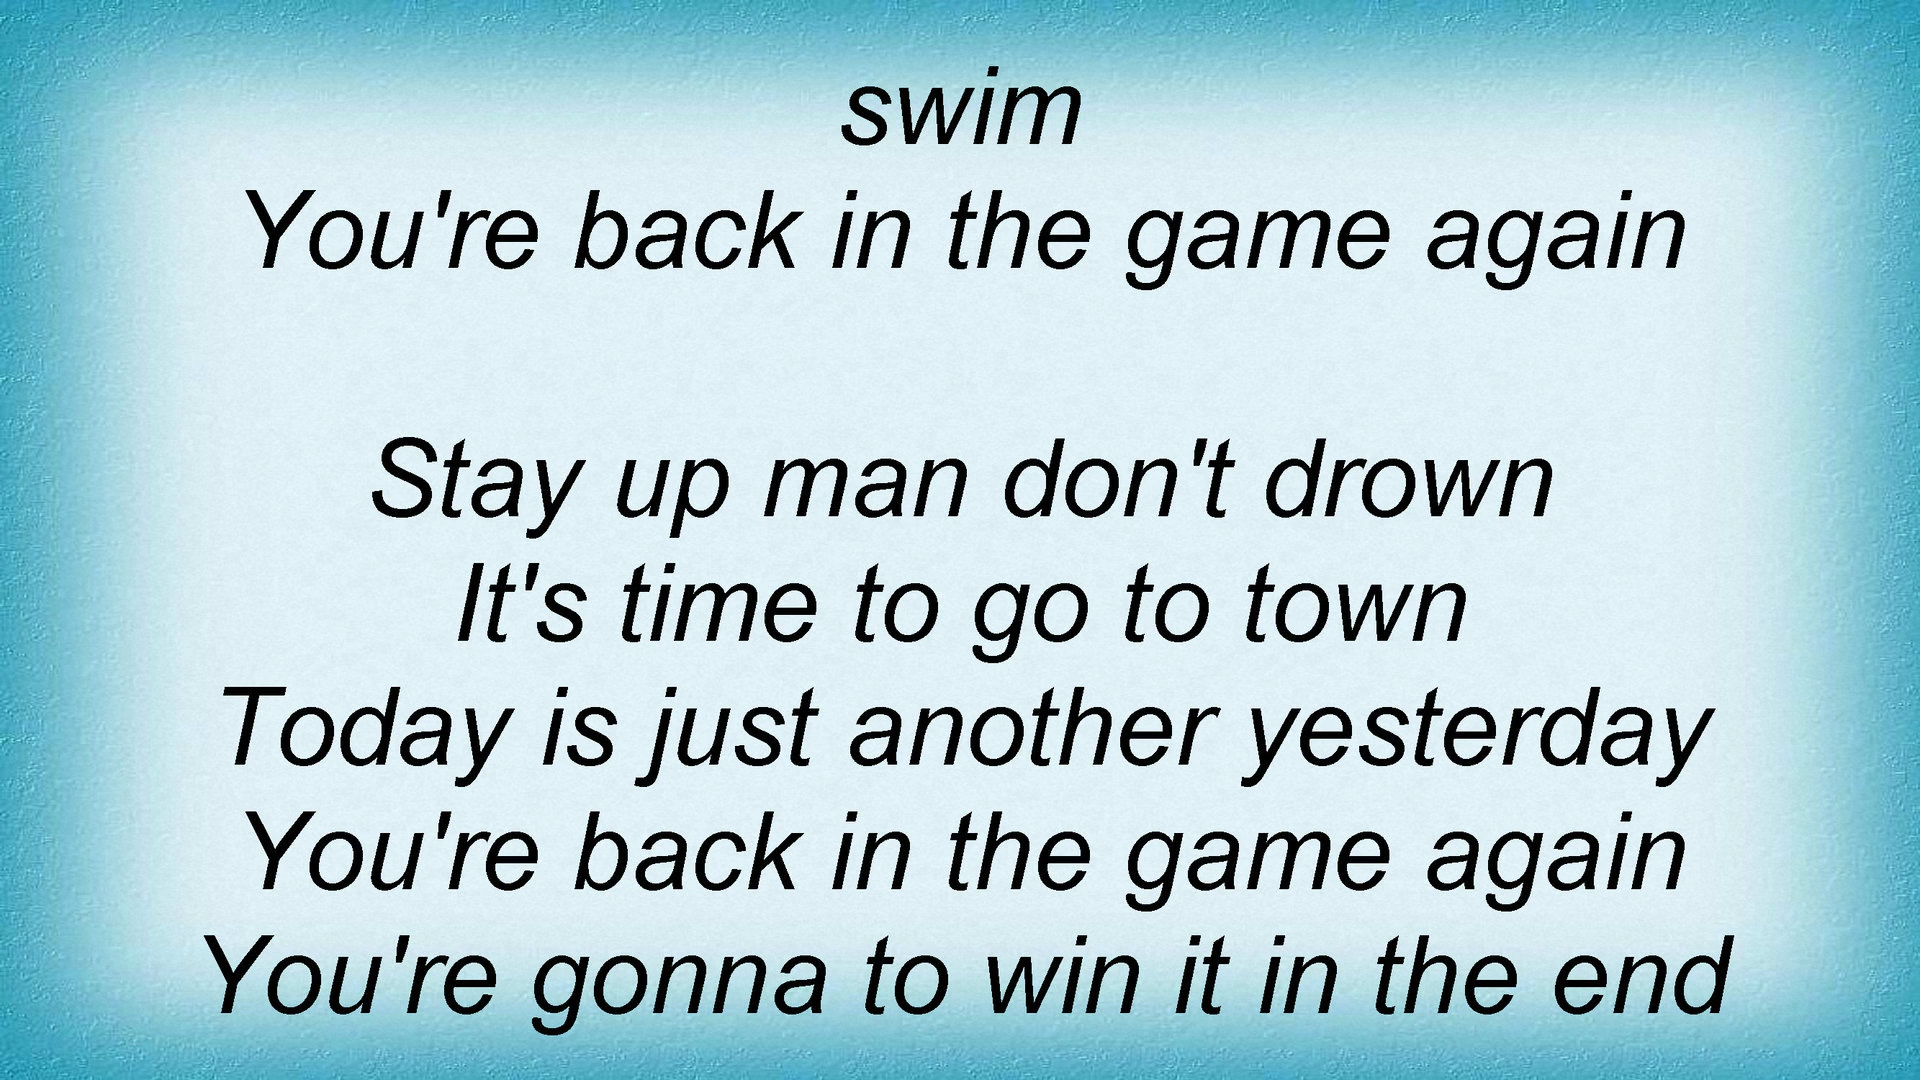 swim
You're back in the game again
Stay up man don't drown
It's time to go to town
Today is just another yesterday
You're back in the game again
You're gonna to win it in the end